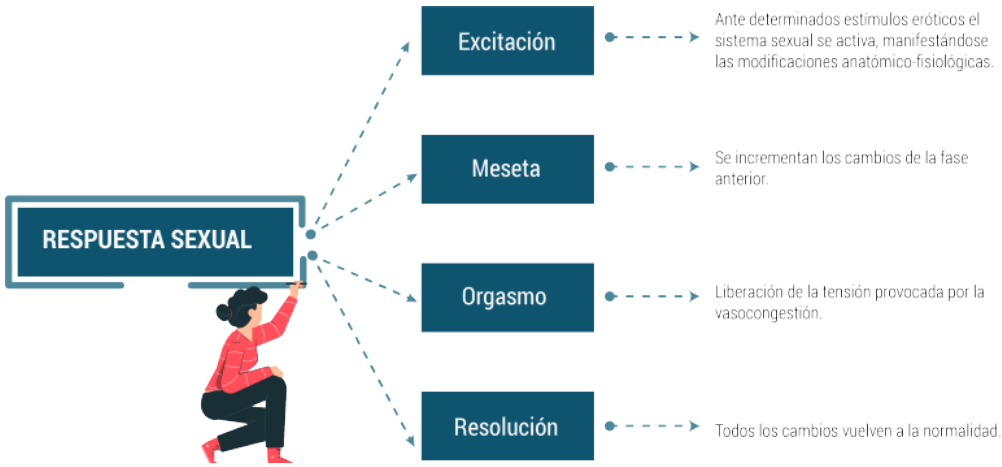 RESPUESTA SEXUAL
Excitación
Ante determinados estímulos eróticos el
sistema sexual se activa, manifestándose
las modificaciones anatómico-fisiológicas.
Meseta
Se incrementan los cambios de la fase
anterior.
Orgasmo
Liberación de la tensión provocada por la
vasocongestión.
Resolución
Todos los cambios vuelven a la normalidad.